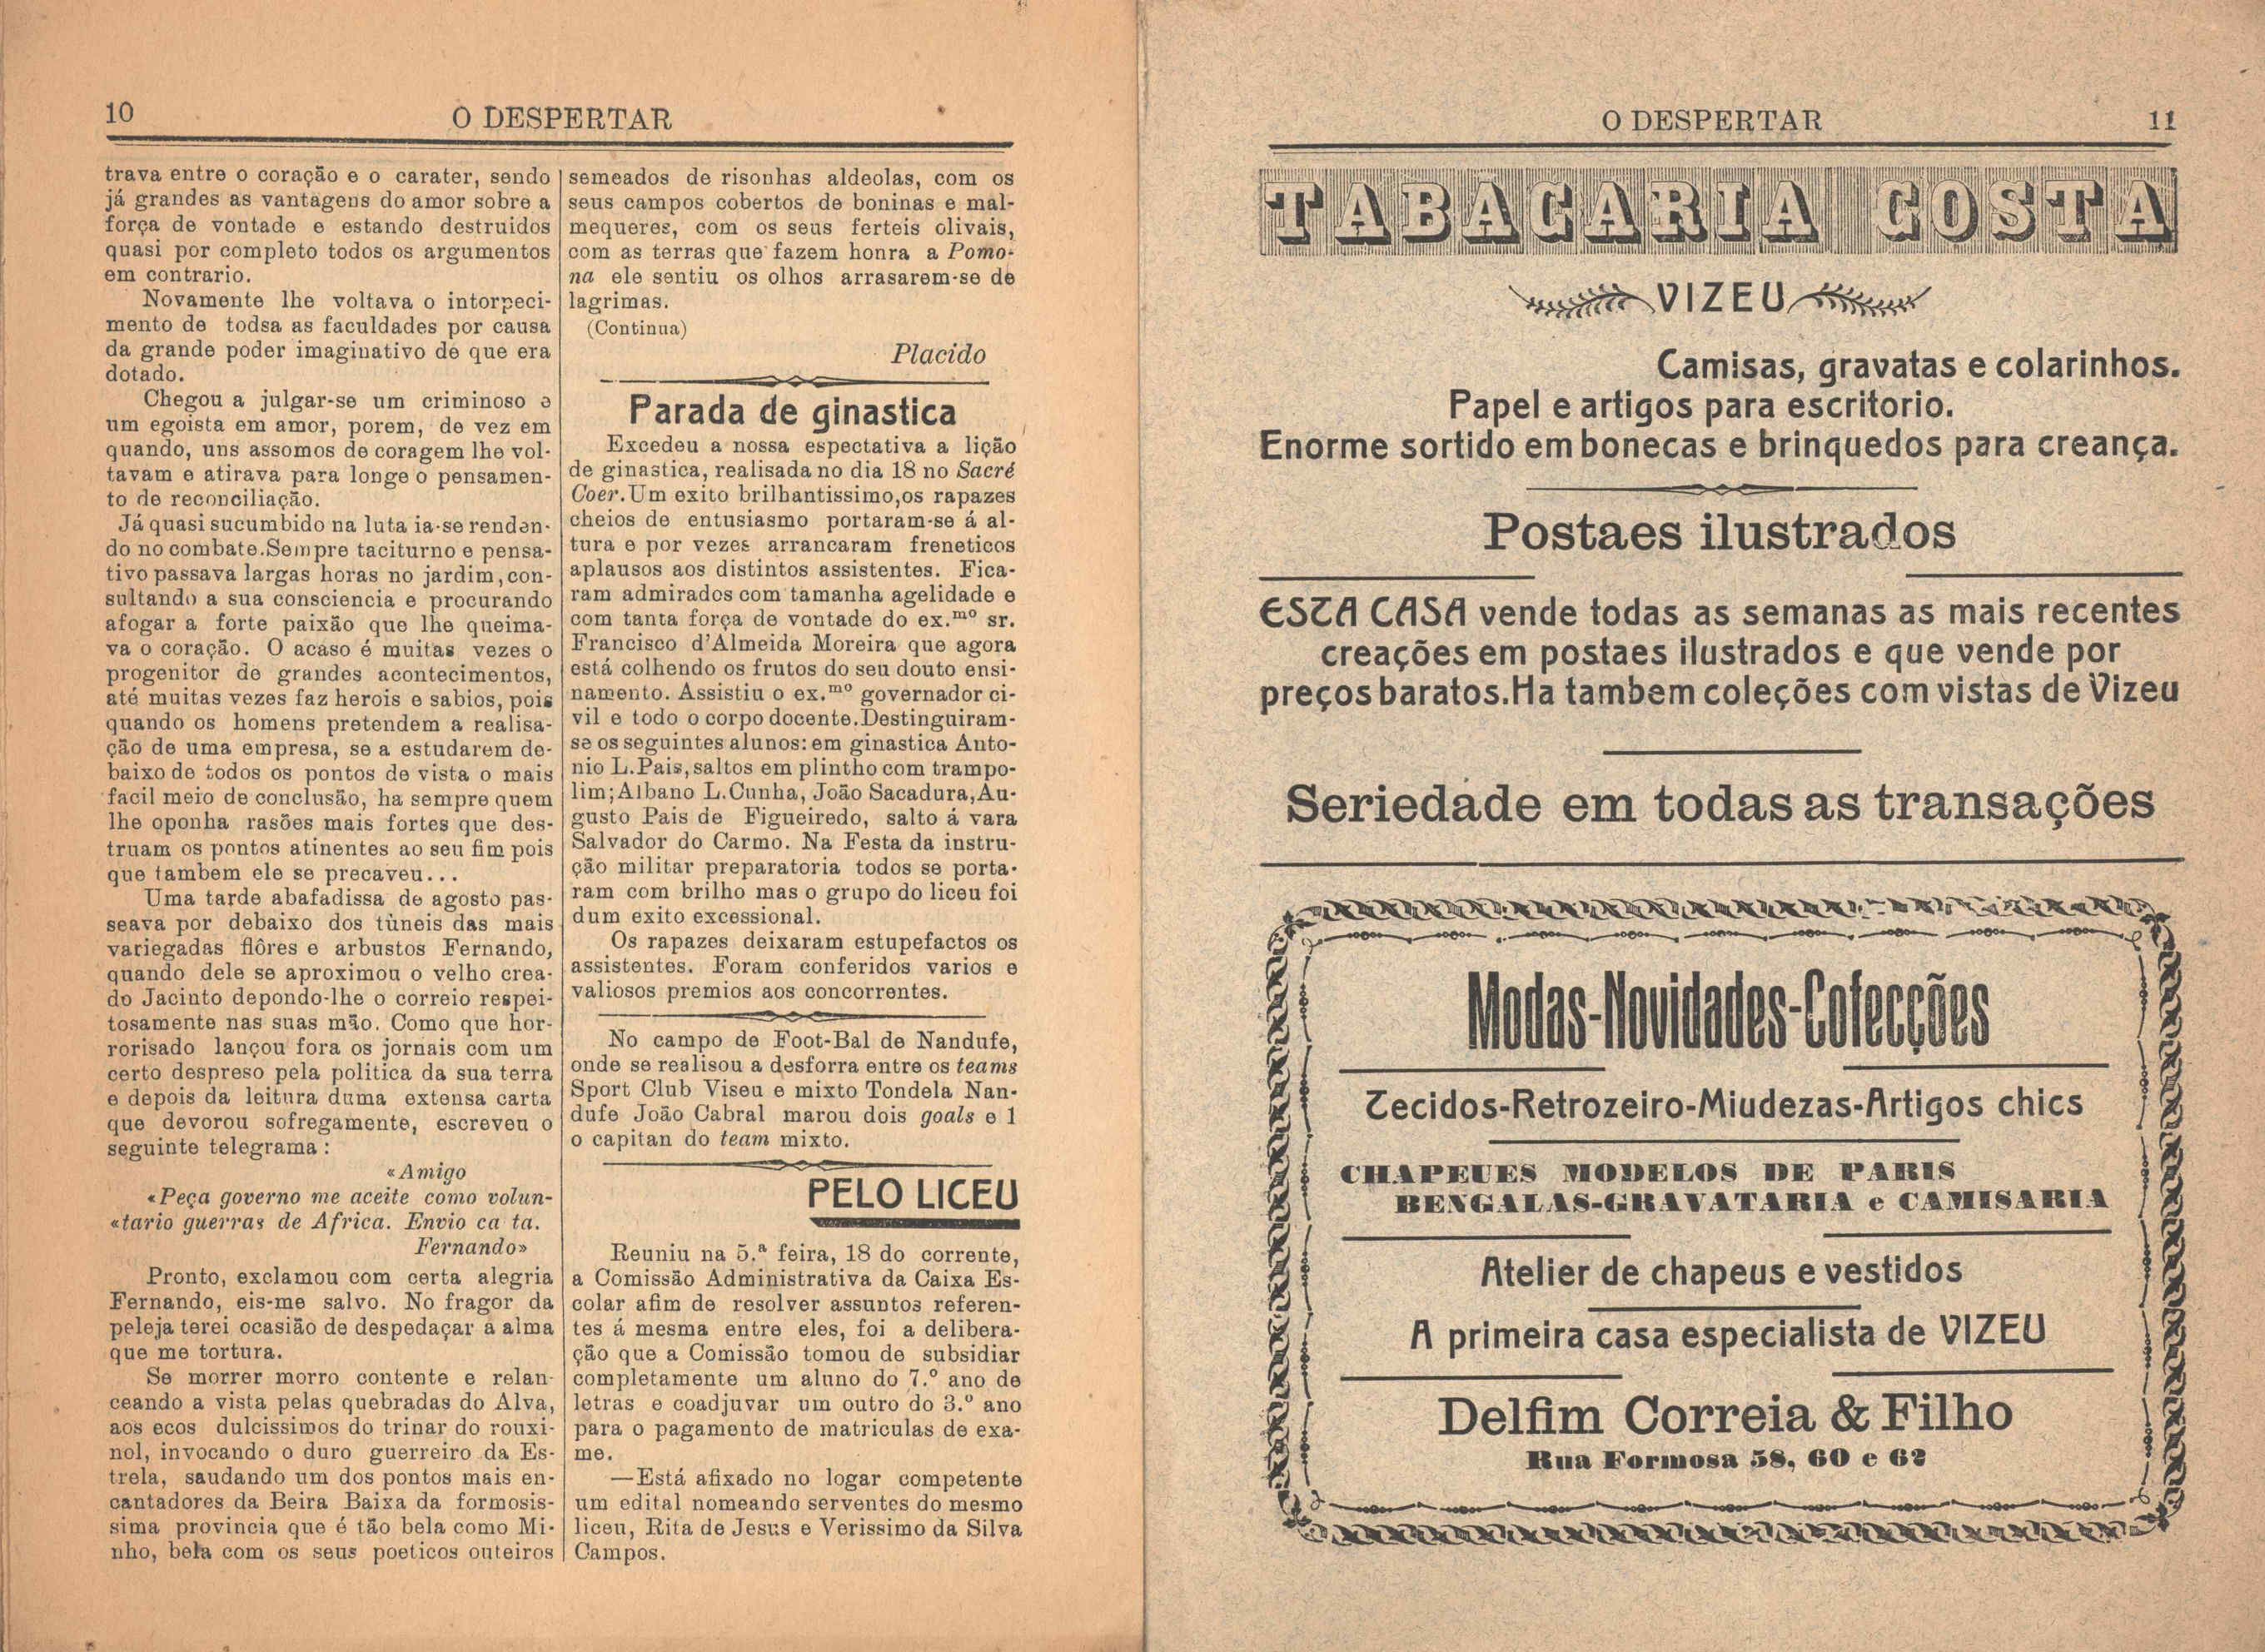 10
O DESPERTAR
trava entre o coração e o carater, sendo
já grandes as vantagens do amor sobre a
força de vontade e estando destruidos
quasi por completo todos os argumentos
em contrario.
Novamente lhe voltava o intorpeci-
mento de todsa as faculdades por causa
da grande poder imaginativo de que era
dotado.
Chegou a julgar-se um criminoso e
um egoista em amor, porem, de vez em
quando, uns assomos de coragem lhe vol-
tavam e atirava para longe o pensamen-
to de reconciliação.
Já quasi sucumbido na luta ia-se renden-
do no combate. Sempre taciturno e pensa-
tivo passava largas horas no jardim, con-
sultando a sua consciencia e procurando
afogar a forte paixão que lhe queima-
va o coração. O acaso é muitas vezes o
progenitor de grandes acontecimentos,
até muitas vezes faz herois e sabios, pois
quando os homens pretendem a realisa-
ção de uma empresa, se a estudarem de-
baixo de todos os pontos de vista o mais
facil meio de conclusão, ha sempre quem
lhe oponha rasões mais fortes que des-
truam os pontos atinentes ao seu fim pois
que tambem ele se precaveu...
Uma tarde abafadissa de agosto pas-
seava por debaixo dos tùneis das mais
variegadas flôres e arbustos Fernando,
quando dele se aproximou o velho crea-
do Jacinto depondo-lhe o correio respei-
tosamente nas suas mão. Como que hor-
rorisado lançou fora os jornais com um
certo despreso pela politica da sua terra
e depois da leitura duma extensa carta
que devorou sofregamente, escreveu o
seguinte telegrama:
«Amigo
«Peça governo me aceite como volun-
«tario guerras de Africa. Envio ca ta.
Fernando»
Pronto, exclamou com certa alegria
Fernando, eis-me salvo. No fragor da
peleja terei ocasião de despedaçar a alma
que me tortura.
Se morrer morro contente e relan-
ceando a vista pelas quebradas do Alva,
aos ecos dulcissimos do trinar do rouxi-
nol, invocando o duro guerreiro da Es-
trela, saudando um dos pontos mais en-
cantadores da Beira Baixa da formosis-
sima provincia que é tão bela como Mi-
nho, bela com os seus poeticos outeiros
semeados de risonhas aldeolas, com os
seus campos cobertos de boninas e mal-
mequeres, com os seus ferteis olivais,
com as terras que fazem honra a Pomo-
na ele sentiu os olhos arrasarem-se de
lagrimas.
(Continua)
Placido
Parada de ginastica
Excedeu a nossa espectativa a lição
de ginastica, realisada no dia 18 no Sacré
Coer. Um exito brilhantissimo, os rapazes
cheios de entusiasmo portaram-se á al-
tura e por vezes arrancaram freneticos
aplausos aos distintos assistentes. Fica-
ram admirados com tamanha agelidade e
com tanta força de vontade do ex.mo sr.
Francisco d'Almeida Moreira que agora
está colhendo os frutos do seu douto ensi-
namento. Assistiu o ex.mo governador ci-
vil e todo o corpo docente. Destinguiram-
se os seguintes alunos: em ginastica Anto-
nio L. Pais, saltos em plintho com trampo-
lim; Albano L. Cunha, João Sacadura, Au-
gusto Pais de Figueiredo, salto á vara
Salvador do Carmo. Na Festa da instru-
ção militar preparatoria todos se porta-
ram com brilho mas o grupo do liceu foi
dum exito excessional.
Os rapazes deixaram estupefactos os
assistentes. Foram conferidos varios e
valiosos premios aos concorrentes.
No campo de Foot-Bal de Nandufe,
onde se realisou a desforra entre os teams
Sport Club Viseu e mixto Tondela Nan-
dufe João Cabral marou dois goals e 1
o capitan do team mixto.
PELO LICEU
Reuniu na 5.ª feira, 18 do corrente,
a Comissão Administrativa da Caixa Es-
colar afim de resolver assuntos referen-
tes á mesma entre eles, foi a delibera-
ção que a Comissão tomou de subsidiar
completamente um aluno do 7.º ano de
letras e coadjuvar um outro do 3.º ano
para o pagamento de matriculas de exa-
me.
—Está afixado no logar competente
um edital nomeando serventes do mesmo
liceu, Rita de Jesus e Verissimo da Silva
Campos.
O DESPERTAR
11
TABACARIA COSTA
VIZEU
Camisas, gravatas e colarinhos.
Papel e artigos para escritorio.
Enorme sortido em bonecas e brinquedos para creança.
Postaes ilustrados
ESTA CASA vende todas as semanas as mais recentes
creações em postaes ilustrados e que vende por
preços baratos. Ha tambem coleções com vistas de Vizeu
Seriedade em todas as transações
Modas-Novidades-Cofecções
Tecidos-Retrozeiro-Miudezas-Artigos chics
CHAPEUES MODELOS DE PARIS
BENGALAS-GRAVATARIA e CAMISARIA
Atelier de chapeus e vestidos
A primeira casa especialista de VIZEU
Delfim Correia & Filho
Rua Formosa 58, 60 e 62